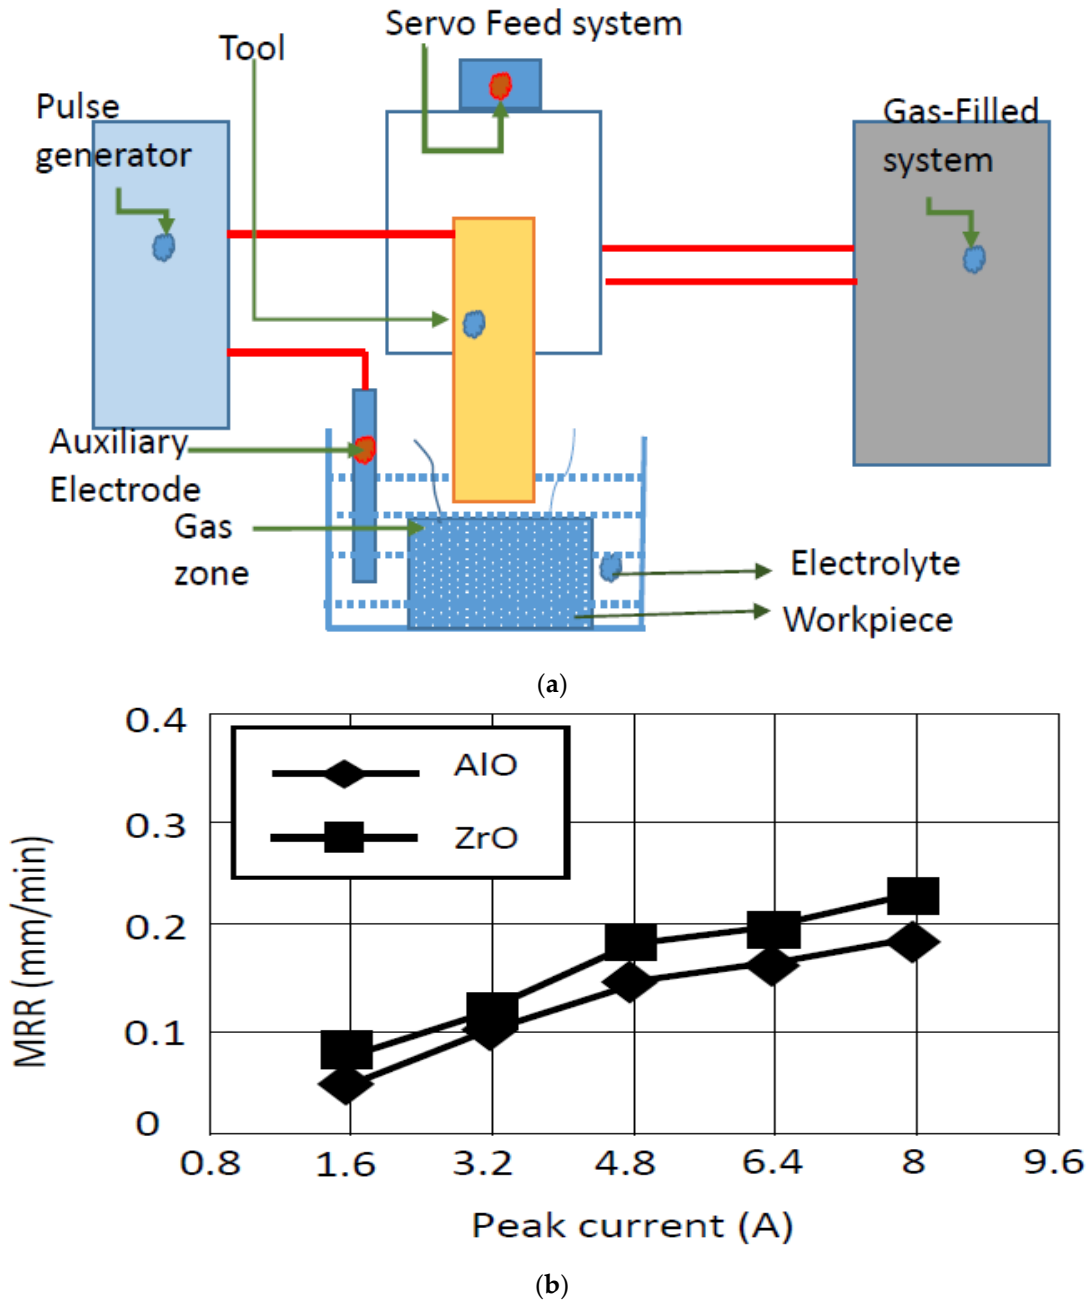 Servo Feed system
Tool
Pulse
generator
Gas-Filled
system
Auxiliary
Electrode
Gas
zone
Electrolyte
Workpiece
(a)
MRR (mm/min)
0.4
0.3
0.2
0.1
0
AlO
ZrO
0.8 1.6 3.2 4.8 6.4 8 9.6
Peak current (A)
(b)